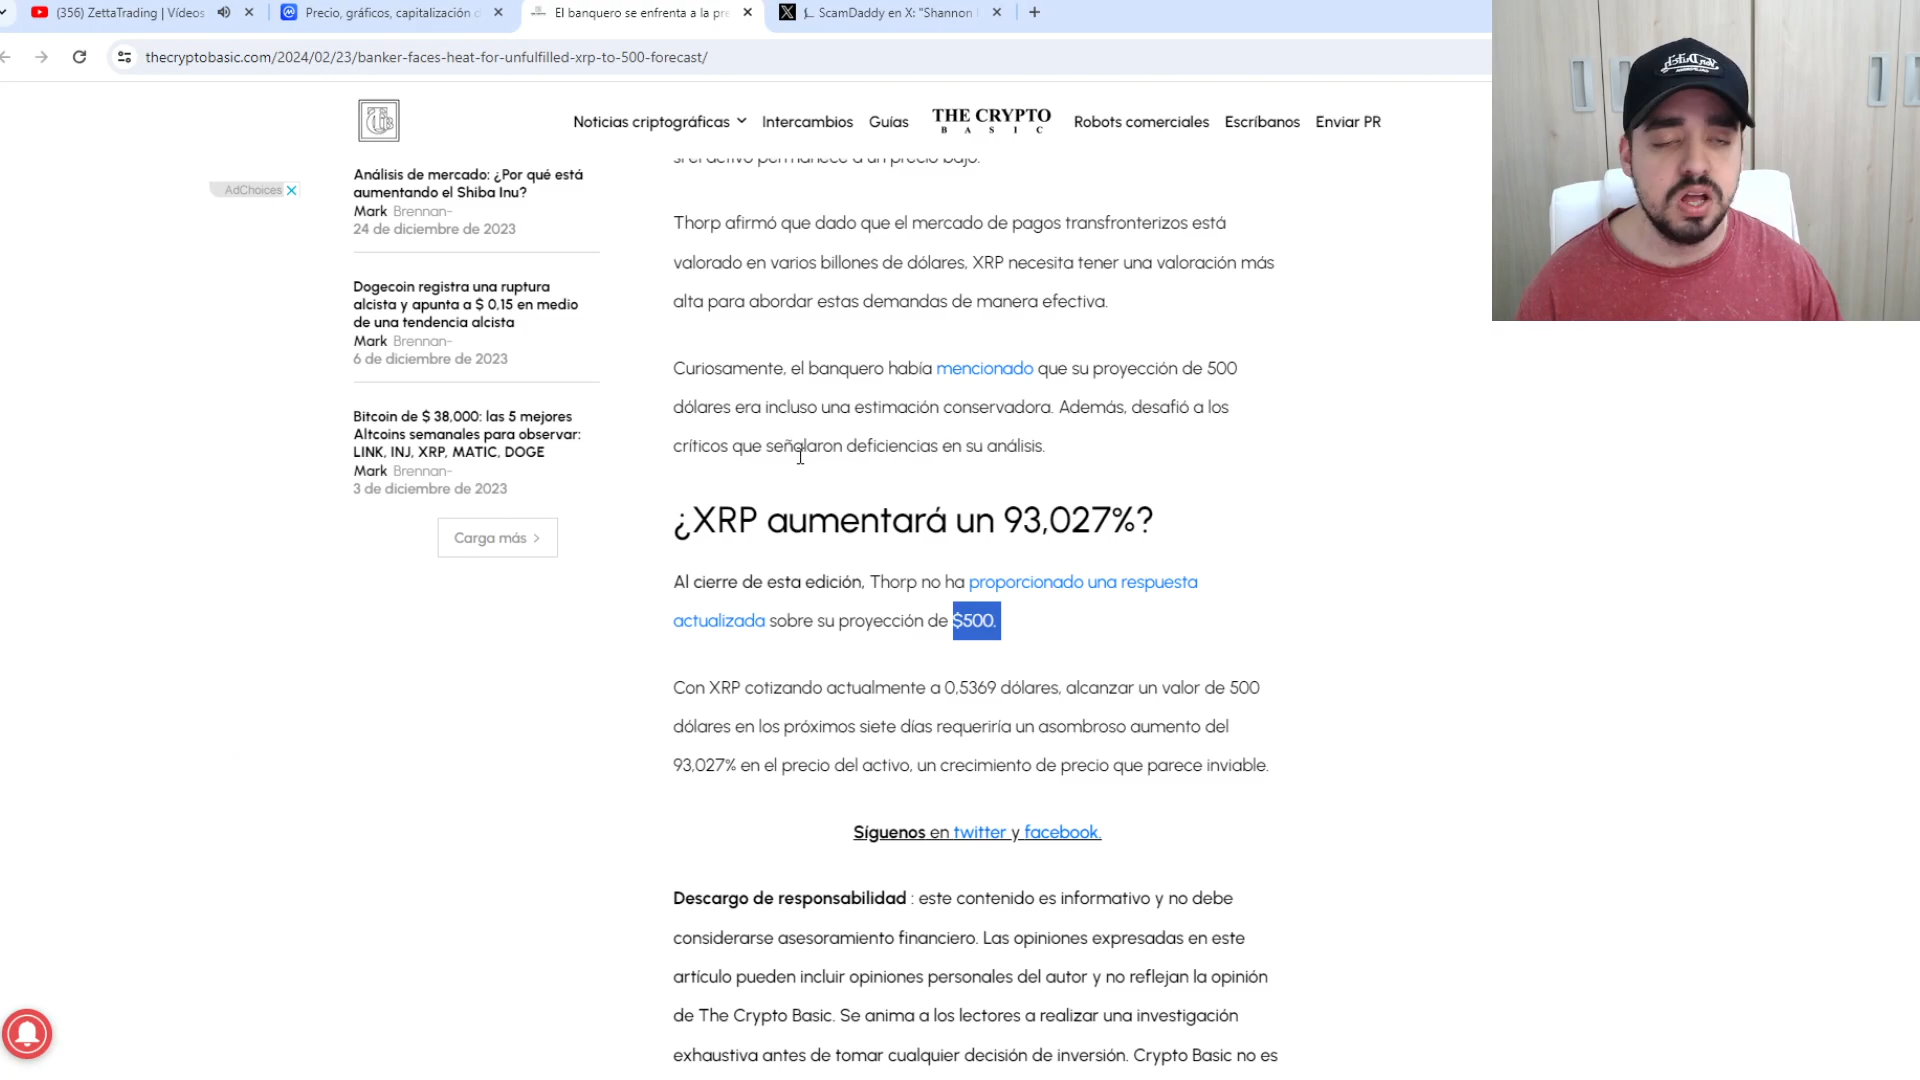 (356) ZettaTrading | Vídeos
Precio, gráficos, capitalización d
El banquero se enfrenta a la pre
ScamDaddy en X: "Shannon
thecryptobasic.com/2024/02/23/banker-faces-heat-for-unfulfilled-xrp-to-500-forecast/
Noticias criptográficas
Intercambios
Guías
THE CRYPTO
BASIC
Robots comerciales
Escríbanos
Enviar PR
AdChoices
Análisis de mercado: ¿Por qué está
aumentando el Shiba Inu?
Mark Brennan-
24 de diciembre de 2023
Dogecoin registra una ruptura
alcista y apunta a $ 0,15 en medio
de una tendencia alcista
Mark Brennan-
6 de diciembre de 2023
Bitcoin de $ 38,000: las 5 mejores
Altcoins semanales para observar:
LINK, INJ, XRP, MATIC, DOGE
Mark Brennan-
3 de diciembre de 2023
Carga más
si el activo permanece a un precio bajo.
Thorp afirmó que dado que el mercado de pagos transfronterizos está
valorado en varios billones de dólares, XRP necesita tener una valoración más
alta para abordar estas demandas de manera efectiva.
Curiosamente, el banquero había mencionado que su proyección de 500
dólares era incluso una estimación conservadora. Además, desafió a los
críticos que señalaron deficiencias en su análisis.
¿XRP aumentará un 93,027%?
Al cierre de esta edición, Thorp no ha proporcionado una respuesta
actualizada sobre su proyección de $500.
Con XRP cotizando actualmente a 0,5369 dólares, alcanzar un valor de 500
dólares en los próximos siete días requeriría un asombroso aumento del
93,027% en el precio del activo, un crecimiento de precio que parece inviable.
Síguenos en twitter y facebook.
Descargo de responsabilidad : este contenido es informativo y no debe
considerarse asesoramiento financiero. Las opiniones expresadas en este
artículo pueden incluir opiniones personales del autor y no reflejan la opinión
de The Crypto Basic. Se anima a los lectores a realizar una investigación
exhaustiva antes de tomar cualquier decisión de inversión. Crypto Basic no es